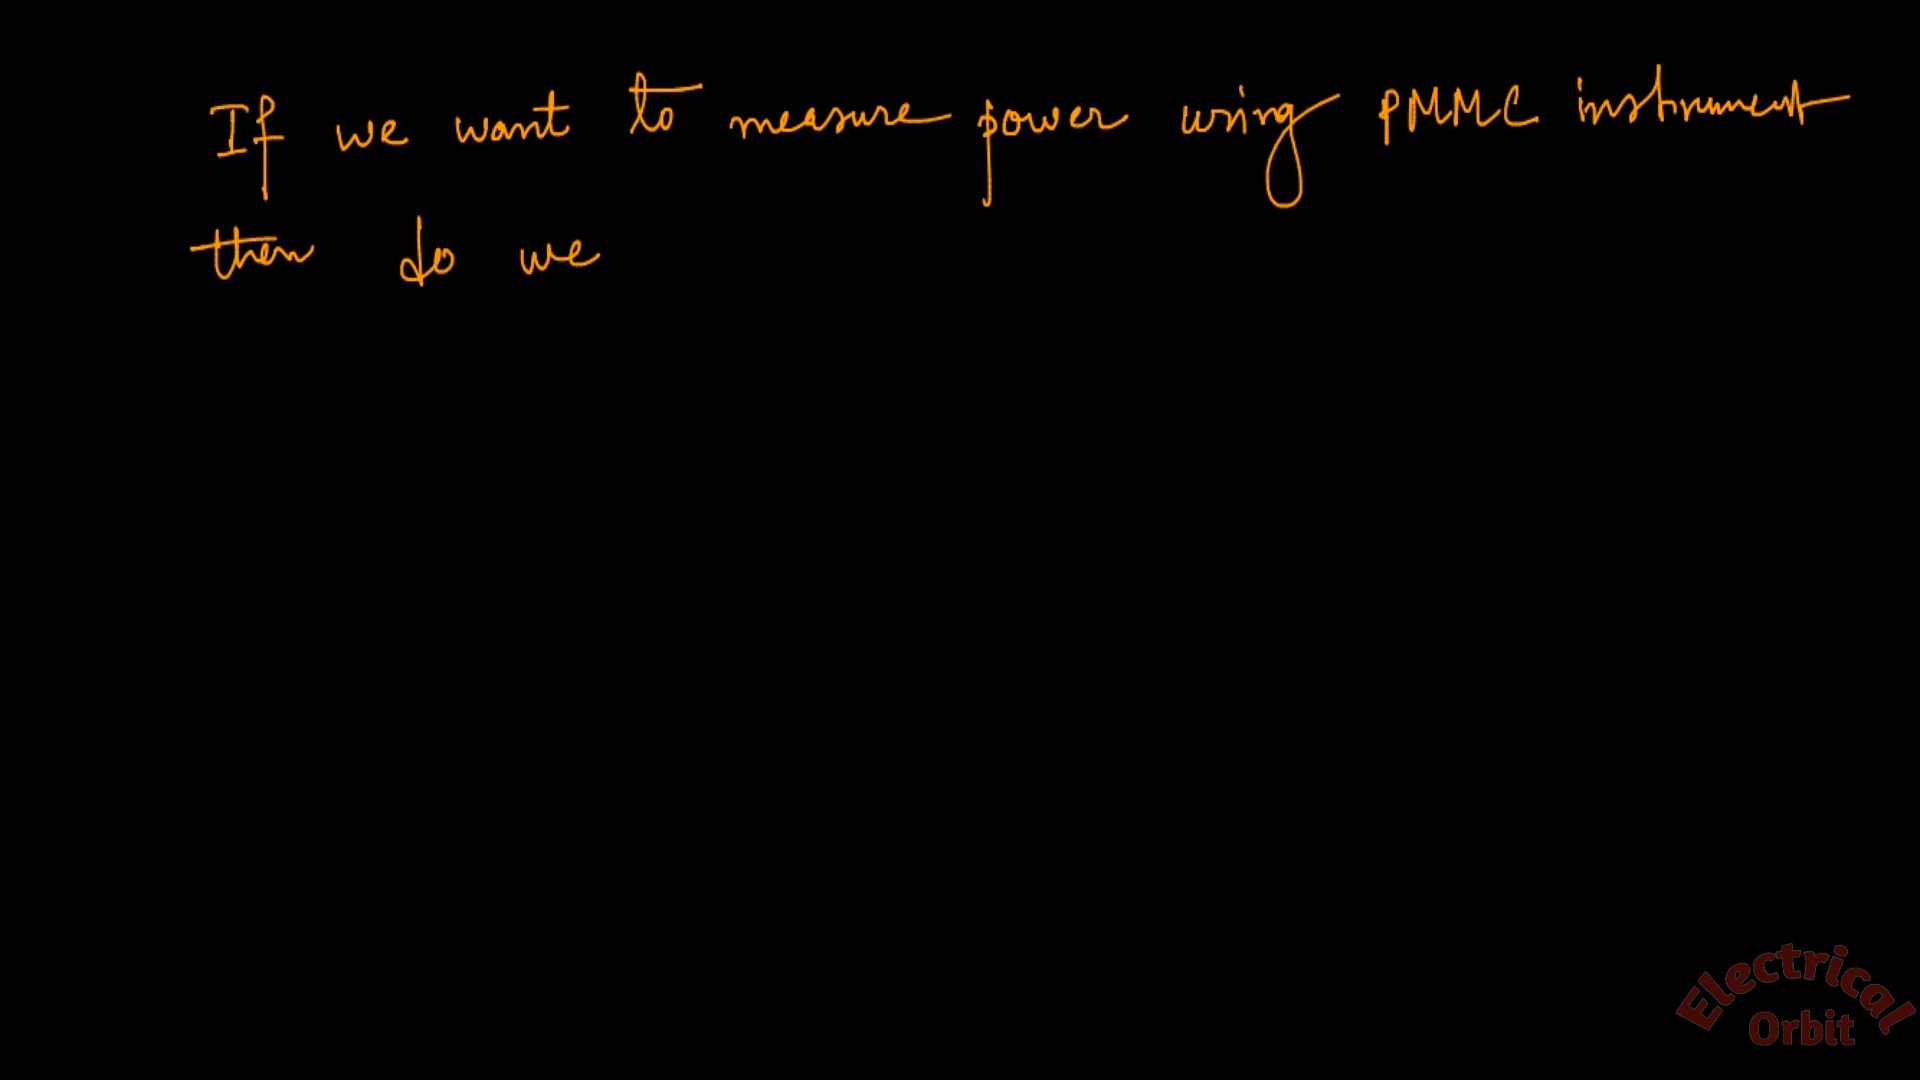 If we want to measure power using PMMC instrument
then do we
Electrical
Orbit